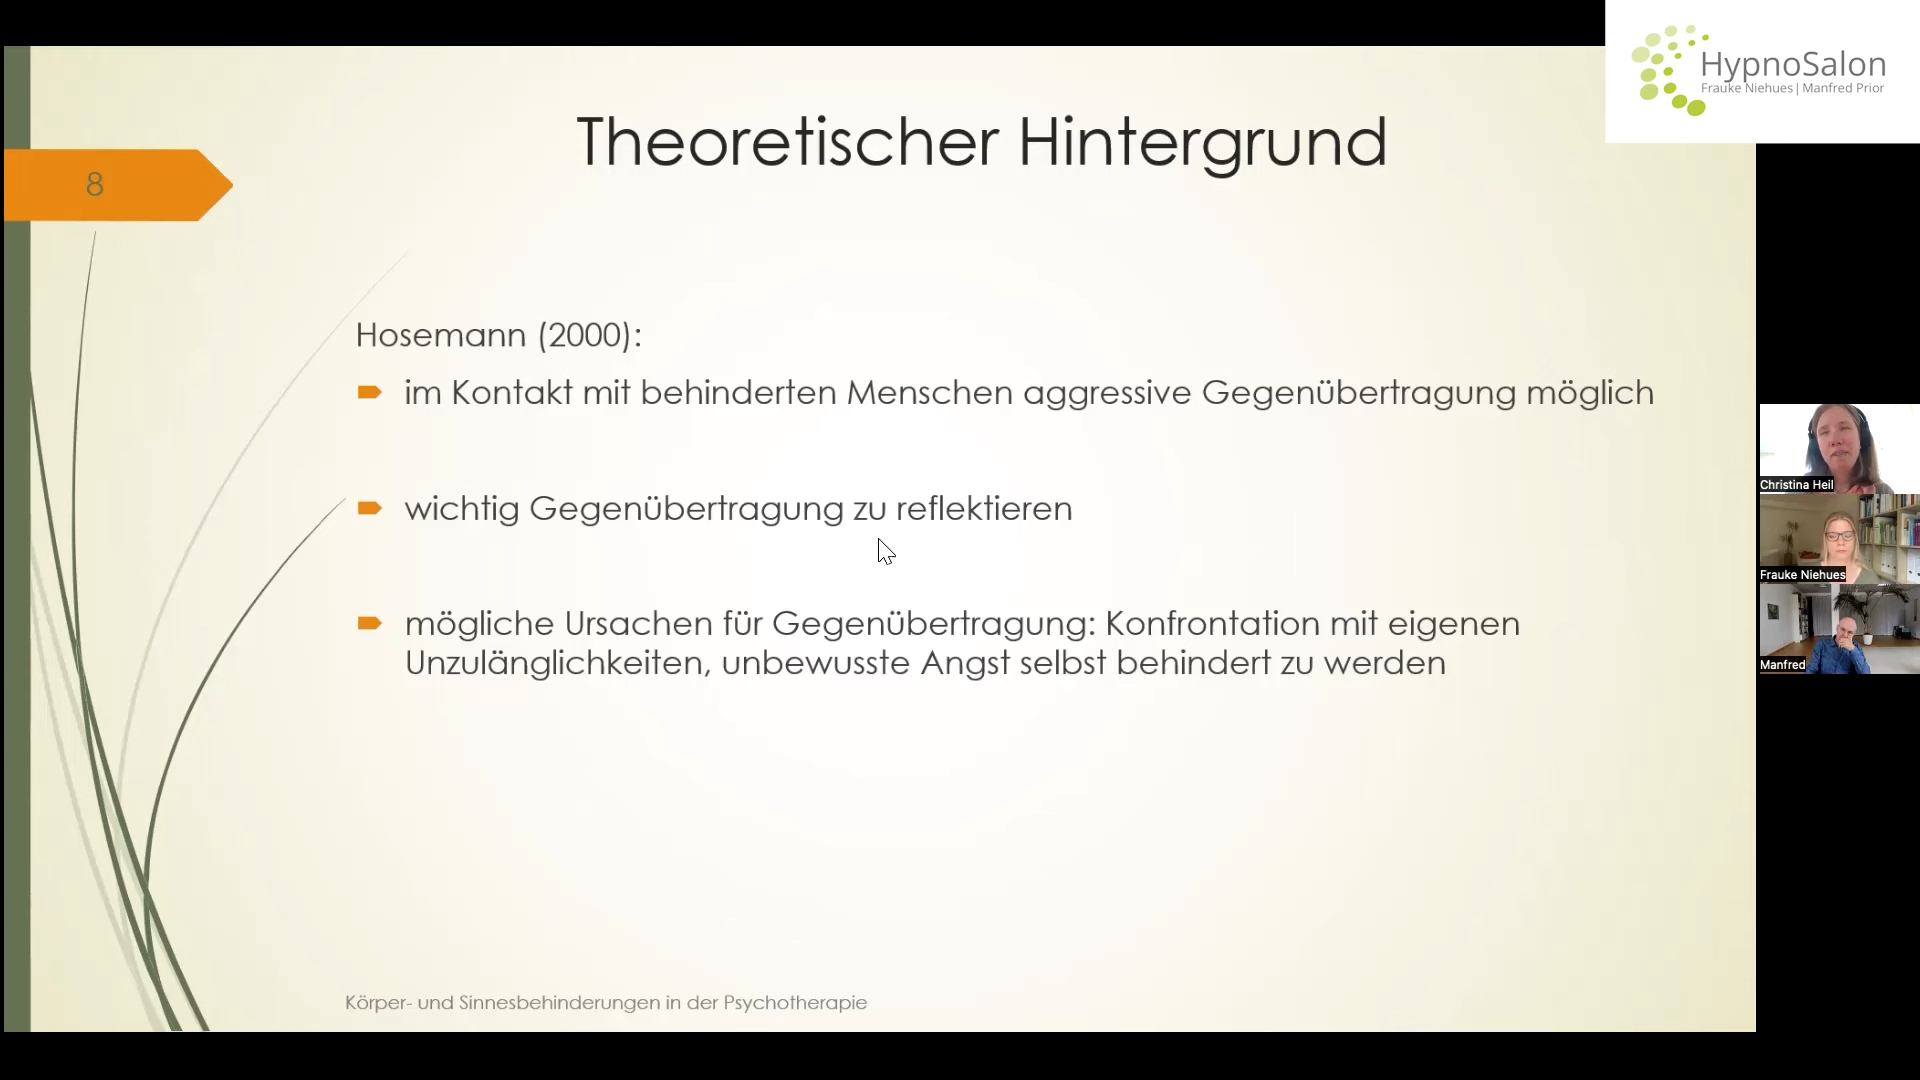 HypnoSalon
Frauke Niehues | Manfred Prior
Theoretischer Hintergrund
8
Hosemann (2000):
im Kontakt mit behinderten Menschen aggressive Gegenübertragung möglich
wichtig Gegenübertragung zu reflektieren
mögliche Ursachen für Gegenübertragung: Konfrontation mit eigenen
Unzulänglichkeiten, unbewusste Angst selbst behindert zu werden
Körper- und Sinnesbehinderungen in der Psychotherapie
Christina Heil
Frauke Niehues
Manfred